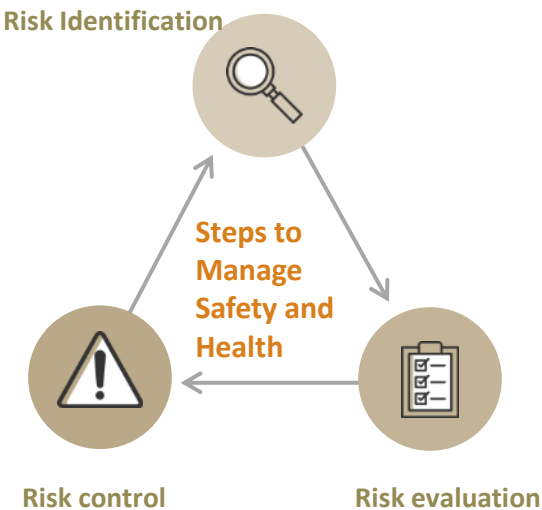 Risk Identification
Steps to
Manage
Safety and
Health
Risk control
Risk evaluation